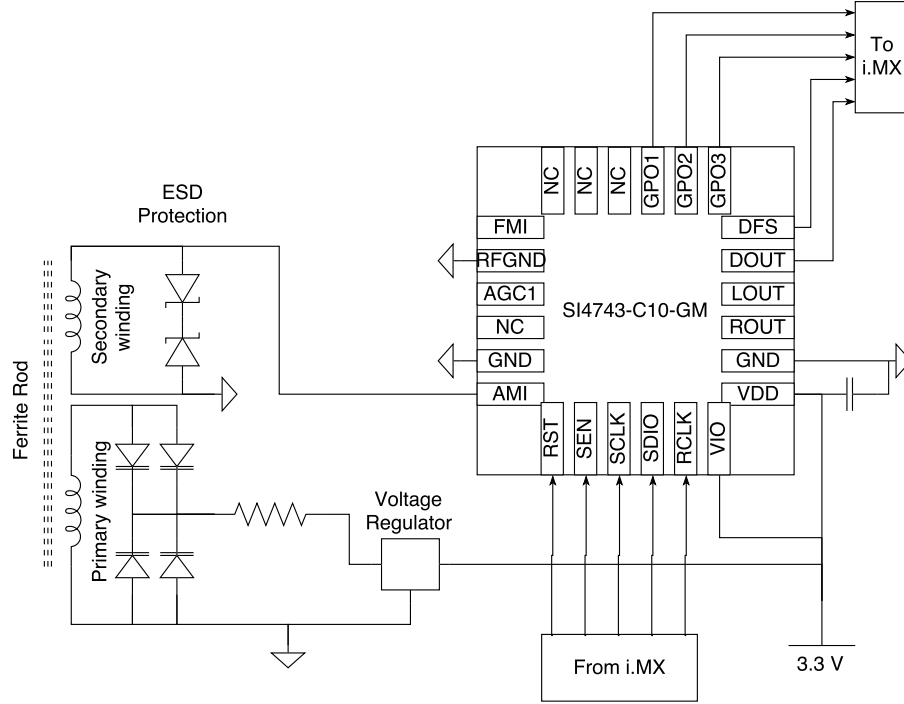 To
i.MX
NC
NC
NC
GPO1
GPO2
GPO3
ESD
Protection
FMI
DFS
RFGND
DOUT
AGC1
LOUT
SI4743-C10-GM
NC
ROUT
GND
GND
AMI
VDD
Secondary
winding
Ferrite Rod
RST
SEN
SCLK
SDIO
RCLK
VIO
Primary winding
Voltage
Regulator
From i.MX
3.3 V